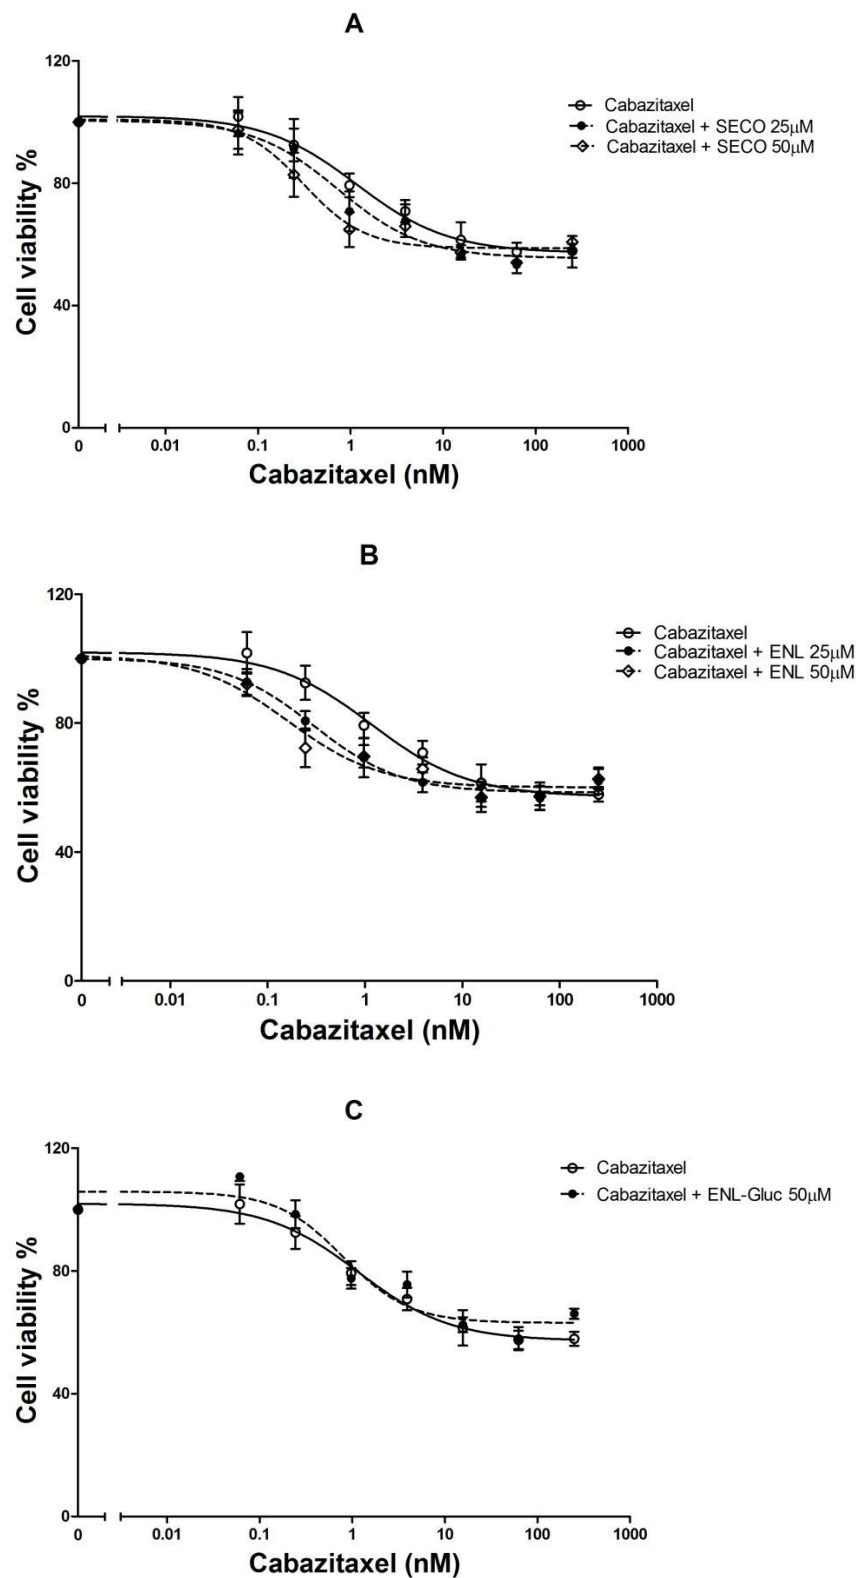 A
120
80
40
0
Cell viability %
Cabazitaxel
Cabazitaxel + SECO 25μM
Cabazitaxel + SECO 50μM
0 0.01 0.1 1 10 100 1000
Cabazitaxel (nM)
B
120
80
40
0
Cell viability %
Cabazitaxel
Cabazitaxel + ENL 25μM
Cabazitaxel + ENL 50μM
0 0.01 0.1 1 10 100 1000
Cabazitaxel (nM)
C
120
80
40
0
Cell viability %
Cabazitaxel
Cabazitaxel + ENL-Gluc 50μM
0 0.01 0.1 1 10 100 1000
Cabazitaxel (nM)